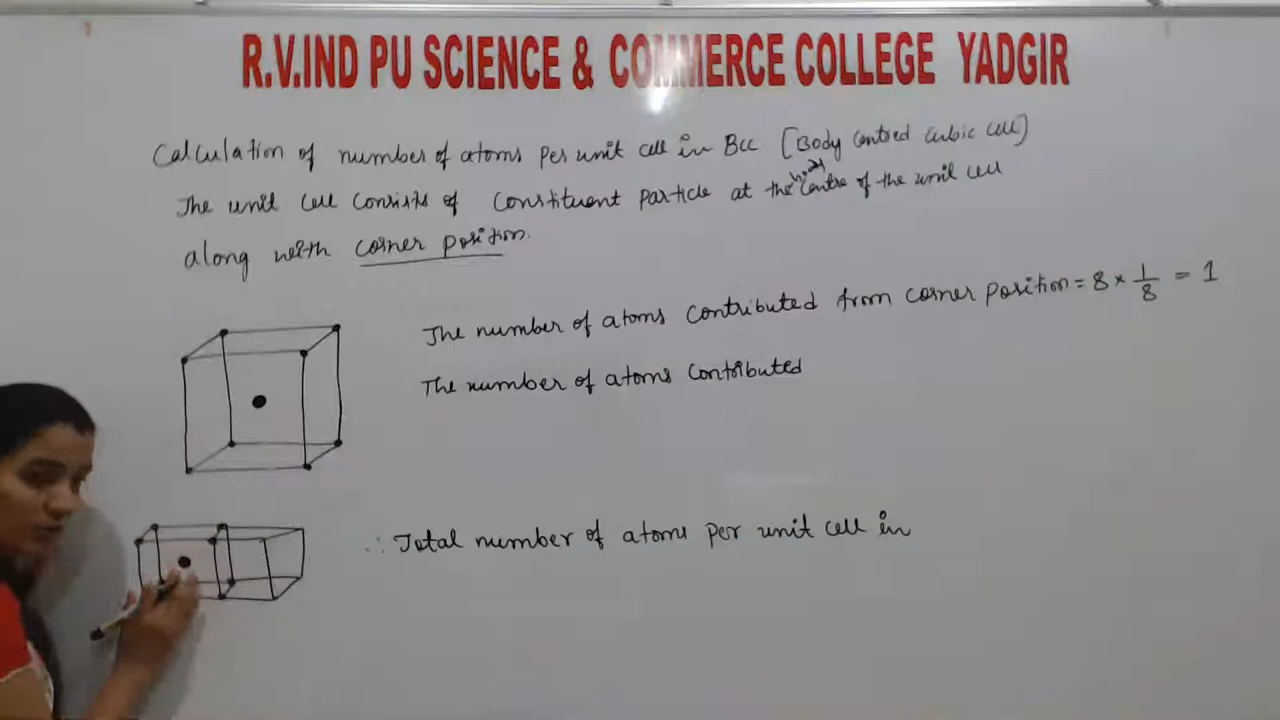 R.V.IND PU SCIENCE & COMMERCE COLLEGE YADGIR
Calculation of number of atoms per unit cell in Bcc [Body centred cubic cell]
The unit cell consists of constituent particle at the body centre of the unit cell
along with corner position.
The number of atoms contributed from corner position = 8 × 1/8 = 1
The number of atoms contributed
∴ Total number of atoms per unit cell in